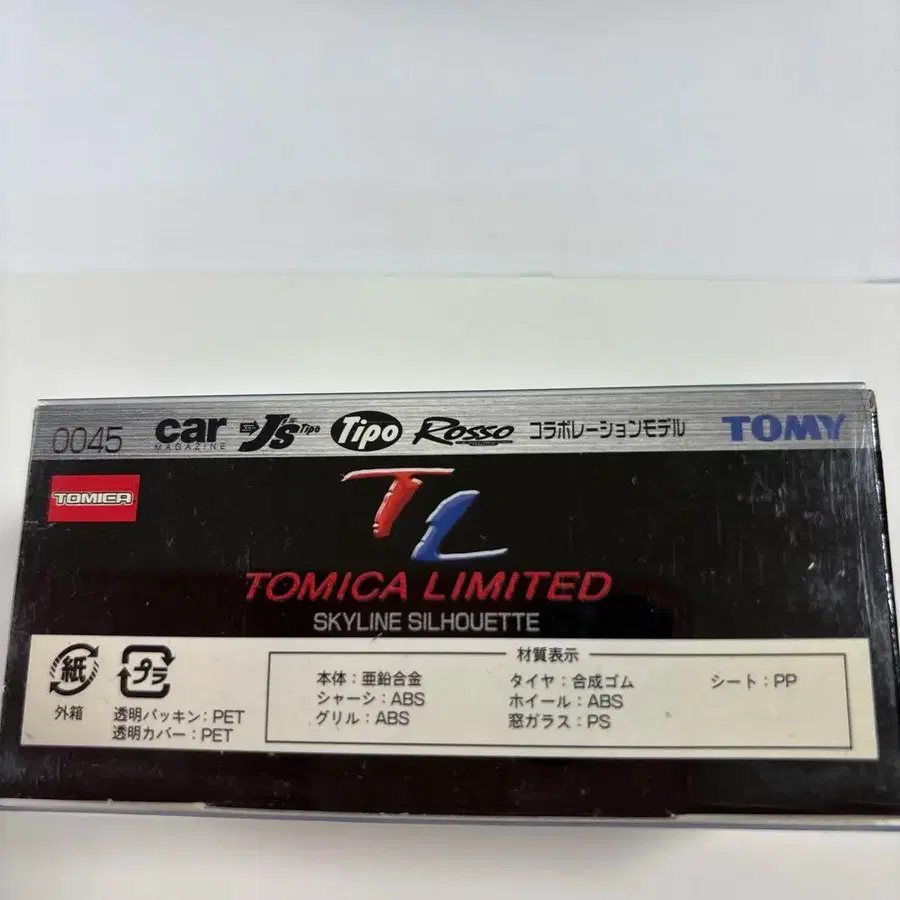 0045 car MAGAZINE J's Tipo Tipo Rosso コラボレーションモデル TOMY
TOMICA
TL
TOMICA LIMITED
SKYLINE SILHOUETTE
材質表示
紙
外箱
プラ
透明パッキン:PET
透明カバー:PET
本体:亜鉛合金
シャーシ:ABS
グリル:ABS
タイヤ:合成ゴム
ホイール:ABS
窓ガラス:PS
シート:PP